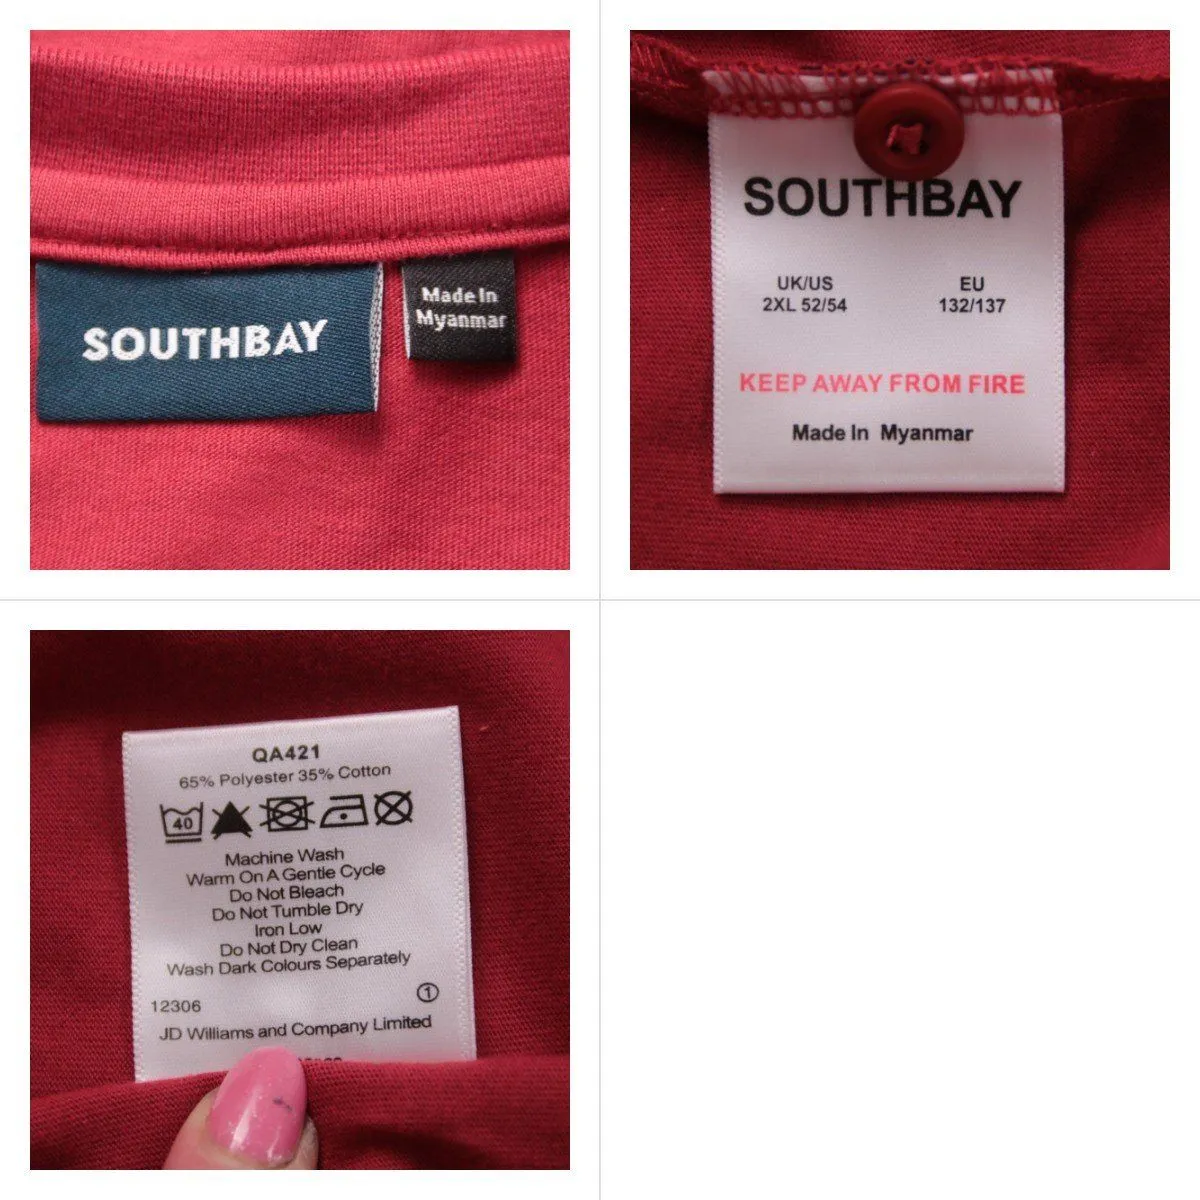 SOUTHBAY
Made In
Myanmar
SOUTHBAY
UK/US EU
2XL 52/54 132/137
KEEP AWAY FROM FIRE
Made In Myanmar
QA421
65% Polyester 35% Cotton
40
Machine Wash
Warm On A Gentle Cycle
Do Not Bleach
Do Not Tumble Dry
Iron Low
Do Not Dry Clean
Wash Dark Colours Separately
12306 1
JD Williams and Company Limited